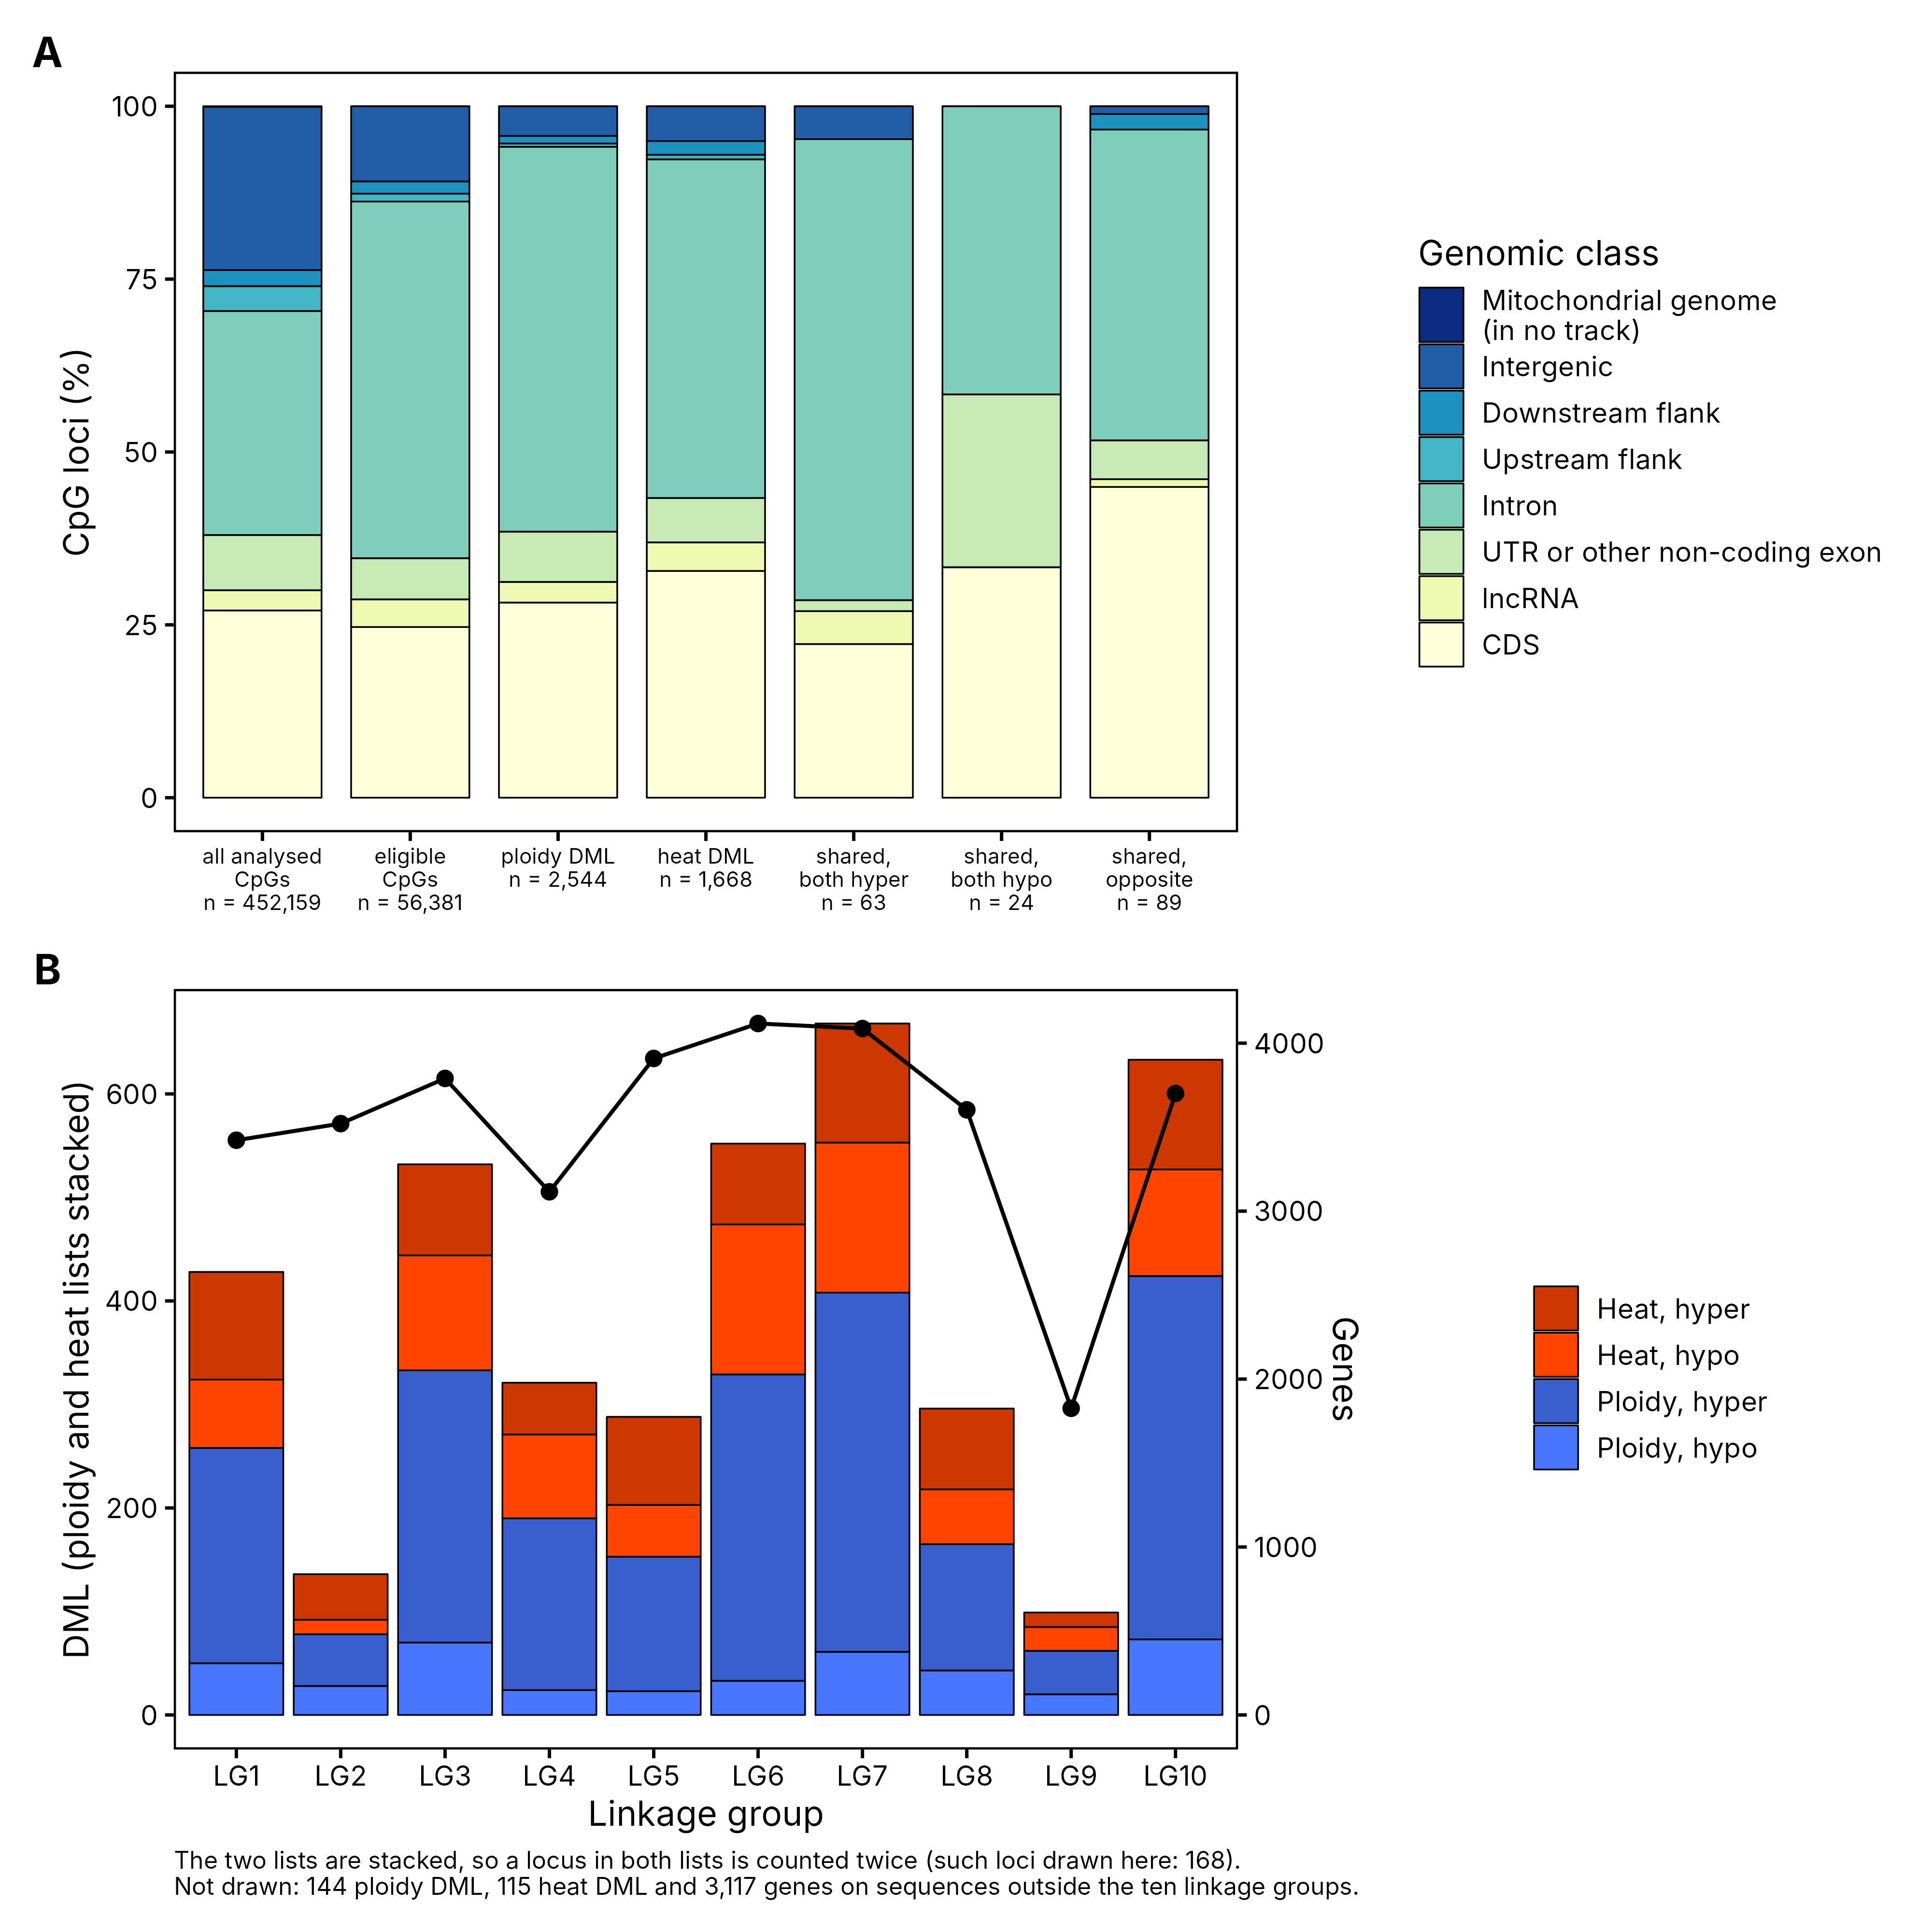 A
CpG loci (%)
100
75
50
25
0
all analysed
CpGs
n = 452,159
eligible
CpGs
n = 56,381
ploidy DML
n = 2,544
heat DML
n = 1,668
shared,
both hyper
n = 63
shared,
both hypo
n = 24
shared,
opposite
n = 89
Genomic class
Mitochondrial genome
(in no track)
Intergenic
Downstream flank
Upstream flank
Intron
UTR or other non-coding exon
lncRNA
CDS
B
DML (ploidy and heat lists stacked)
600
400
200
0
4000
3000
2000
1000
0
Genes
LG1
LG2
LG3
LG4
LG5
LG6
LG7
LG8
LG9
LG10
Linkage group
Heat, hyper
Heat, hypo
Ploidy, hyper
Ploidy, hypo
The two lists are stacked, so a locus in both lists is counted twice (such loci drawn here: 168).
Not drawn: 144 ploidy DML, 115 heat DML and 3,117 genes on sequences outside the ten linkage groups.